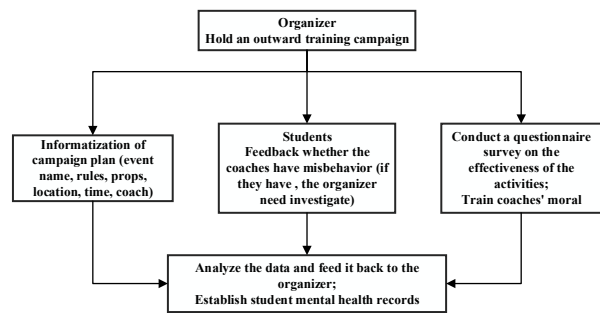 Organizer
Hold an outward training campaign
Informatization of
campaign plan (event
name, rules, props,
location, time, coach)
Students
Feedback whether the
coaches have misbehavior (if
they have , the organizer
need investigate)
Conduct a questionnaire
survey on the
effectiveness of the
activities;
Train coaches' moral
Analyze the data and feed it back to the
organizer;
Establish student mental health records